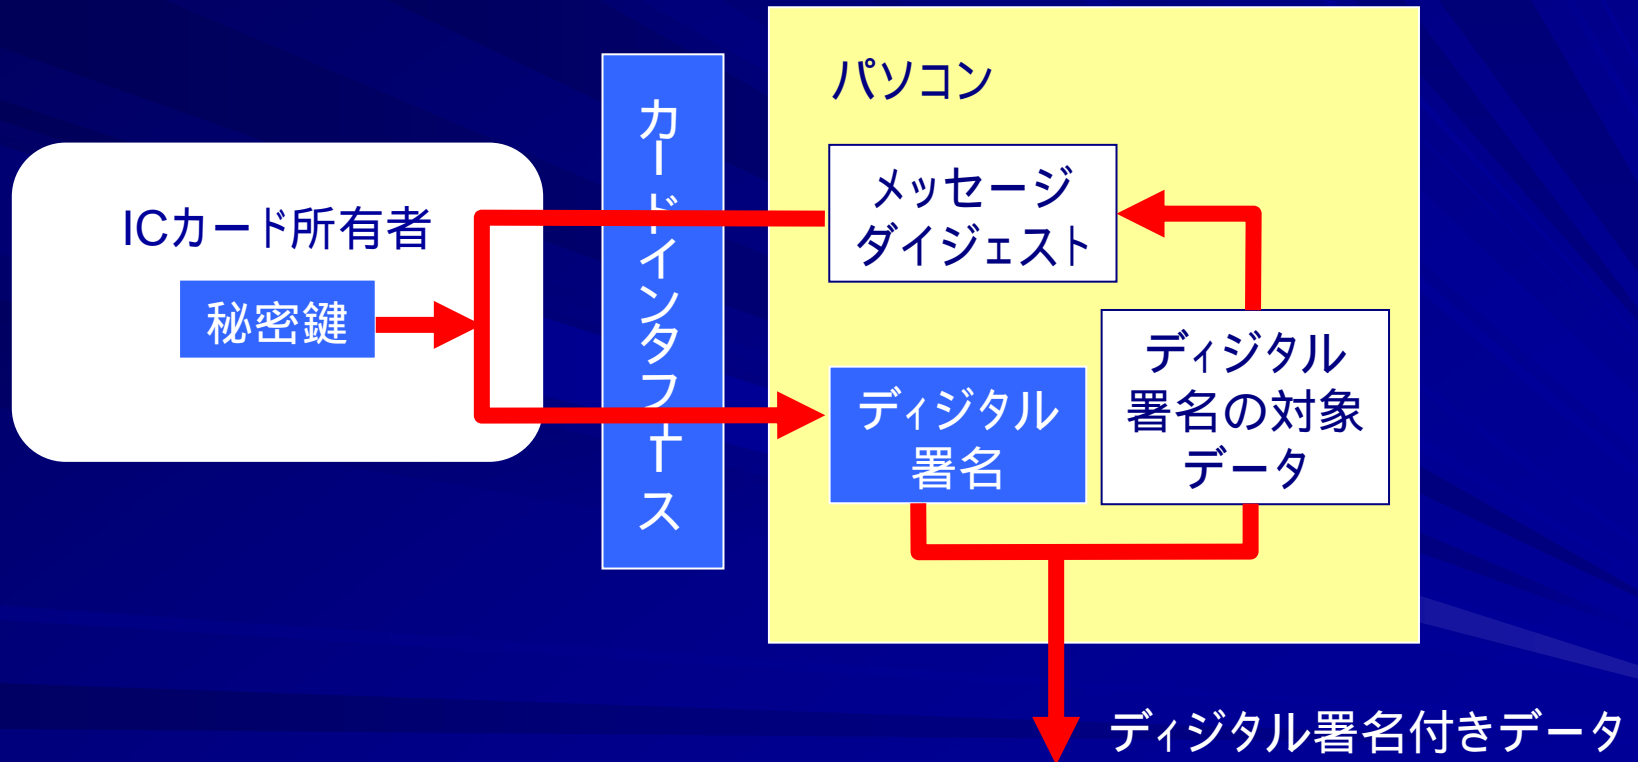 パソコン
カードインタフェース
メッセージ
ダイジェスト
ICカード所有者
秘密鍵
ディジタル
署名の対象
データ
ディジタル
署名
ディジタル署名付きデータ